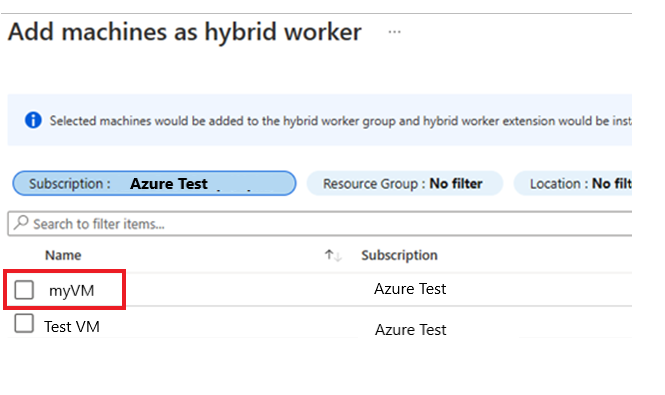 Add machines as hybrid worker ...
Selected machines would be added to the hybrid worker group and hybrid worker extension would be inst
Subscription : Azure Test Resource Group : No filter Location : No filt
Search to filter items...
Name ↑↓ Subscription
myVM Azure Test
Test VM Azure Test